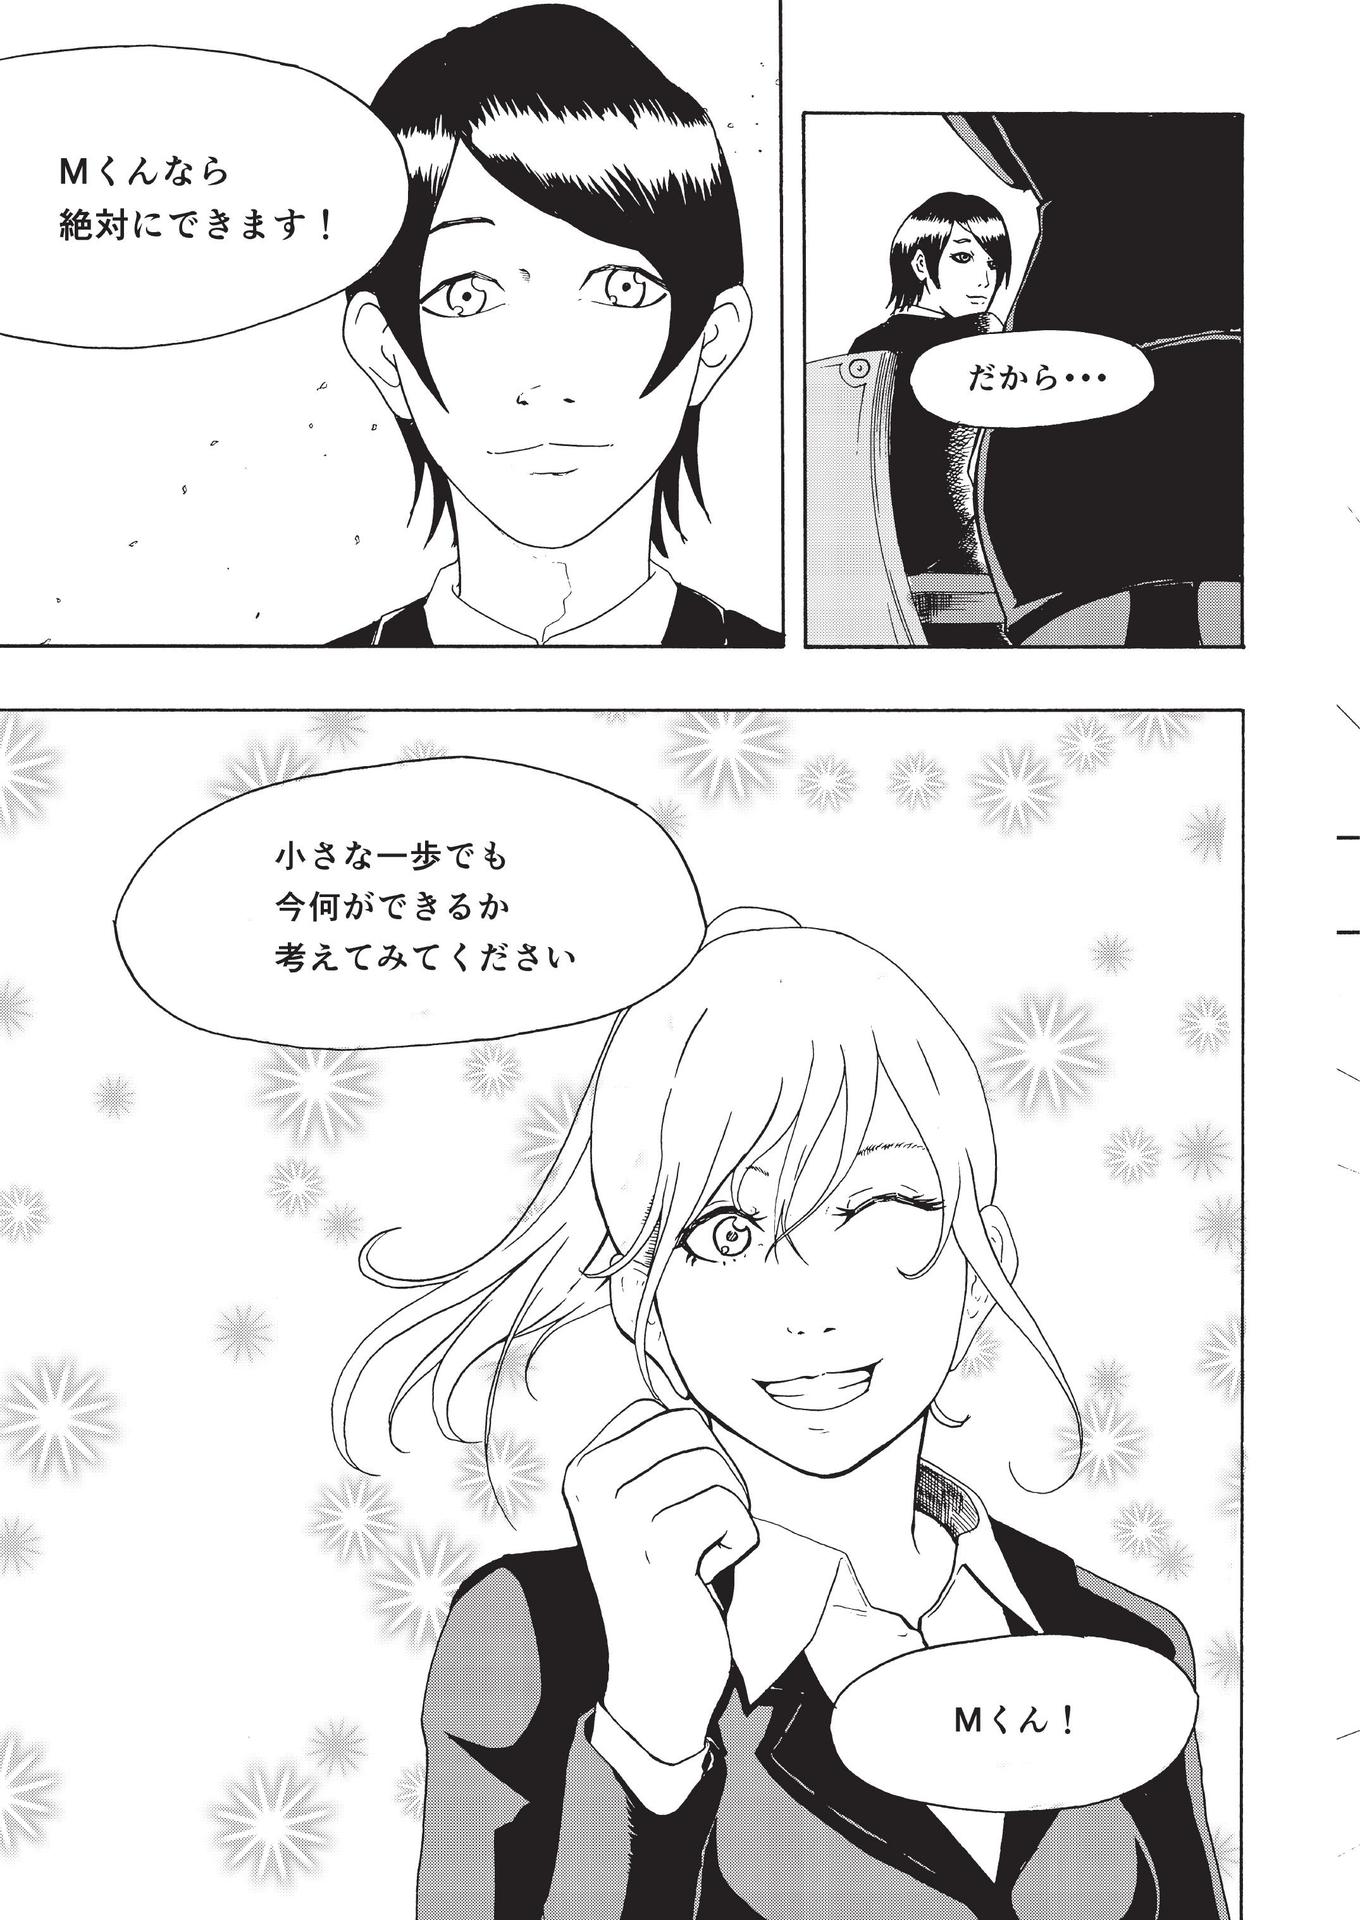 だから・・・
Mくんなら
絶対にできます！
小さな一歩でも
今何ができるか
考えてみてください
Mくん！